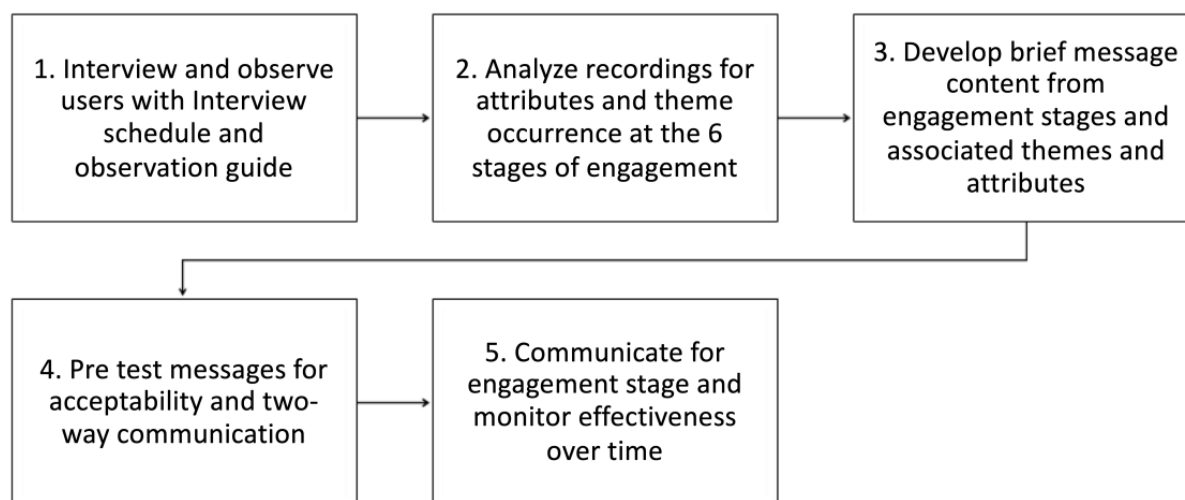 1. Interview and observe
users with Interview
schedule and
observation guide
2. Analyze recordings for
attributes and theme
occurrence at the 6
stages of engagement
3. Develop brief message
content from
engagement stages and
associated themes and
attributes
4. Pre test messages for
acceptability and two-
way communication
5. Communicate for
engagement stage and
monitor effectiveness
over time